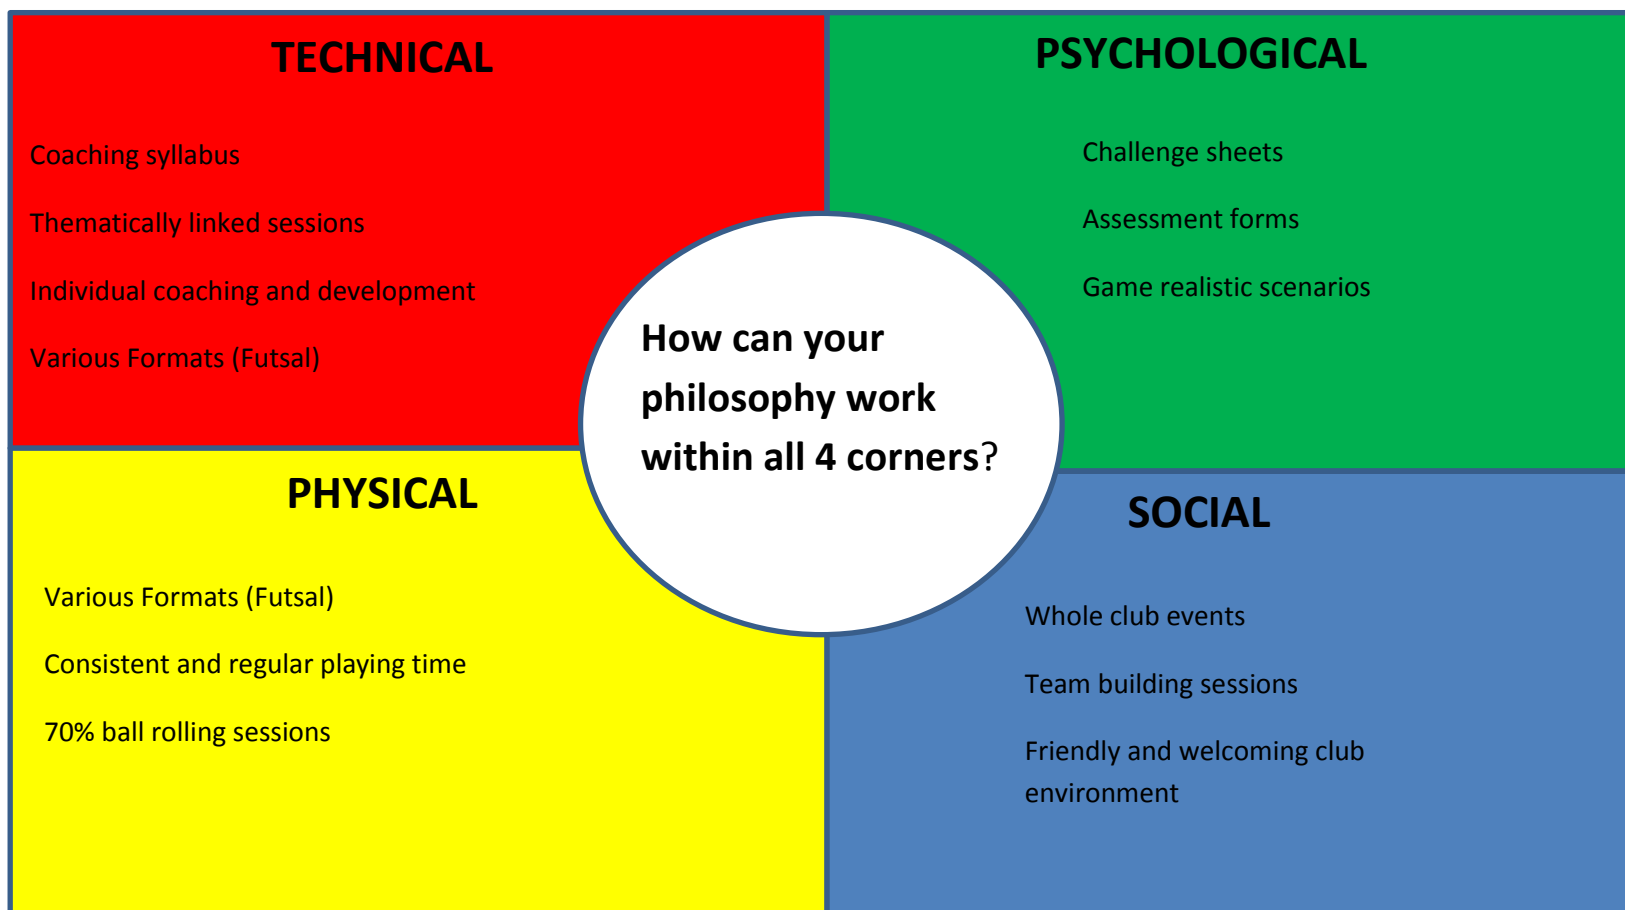 TECHNICAL
Coaching syllabus
Thematically linked sessions
Individual coaching and development
Various Formats (Futsal)
PSYCHOLOGICAL
Challenge sheets
Assessment forms
Game realistic scenarios
How can your
philosophy work
within all 4 corners?
PHYSICAL
Various Formats (Futsal)
Consistent and regular playing time
70% ball rolling sessions
SOCIAL
Whole club events
Team building sessions
Friendly and welcoming club
environment